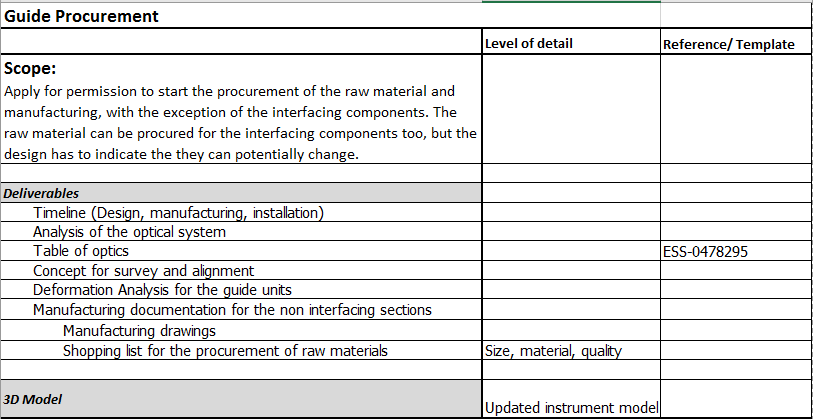 Guide Procurement
Level of detail
Reference/ Template
Scope:
Apply for permission to start the procurement of the raw material and
manufacturing, with the exception of the interfacing components. The
raw material can be procured for the interfacing components too, but the
design has to indicate the they can potentially change.
Deliverables
Timeline (Design, manufacturing, installation)
Analysis of the optical system
Table of optics
ESS-0478295
Concept for survey and alignment
Deformation Analysis for the guide units
Manufacturing documentation for the non interfacing sections
Manufacturing drawings
Shopping list for the procurement of raw materials
Size, material, quality
3D Model
Updated instrument model